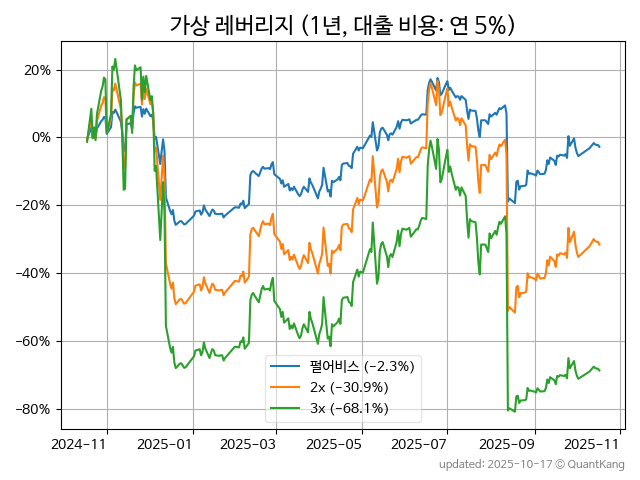 가상 레버리지 (1년, 대출 비용: 연 5%)
20%
0%
−20%
−40%
−60%
−80%
펄어비스 (−2.3%)
2x (−30.9%)
3x (−68.1%)
2024-11 2025-01 2025-03 2025-05 2025-07 2025-09 2025-11
updated: 2025-10-17 © QuantKang